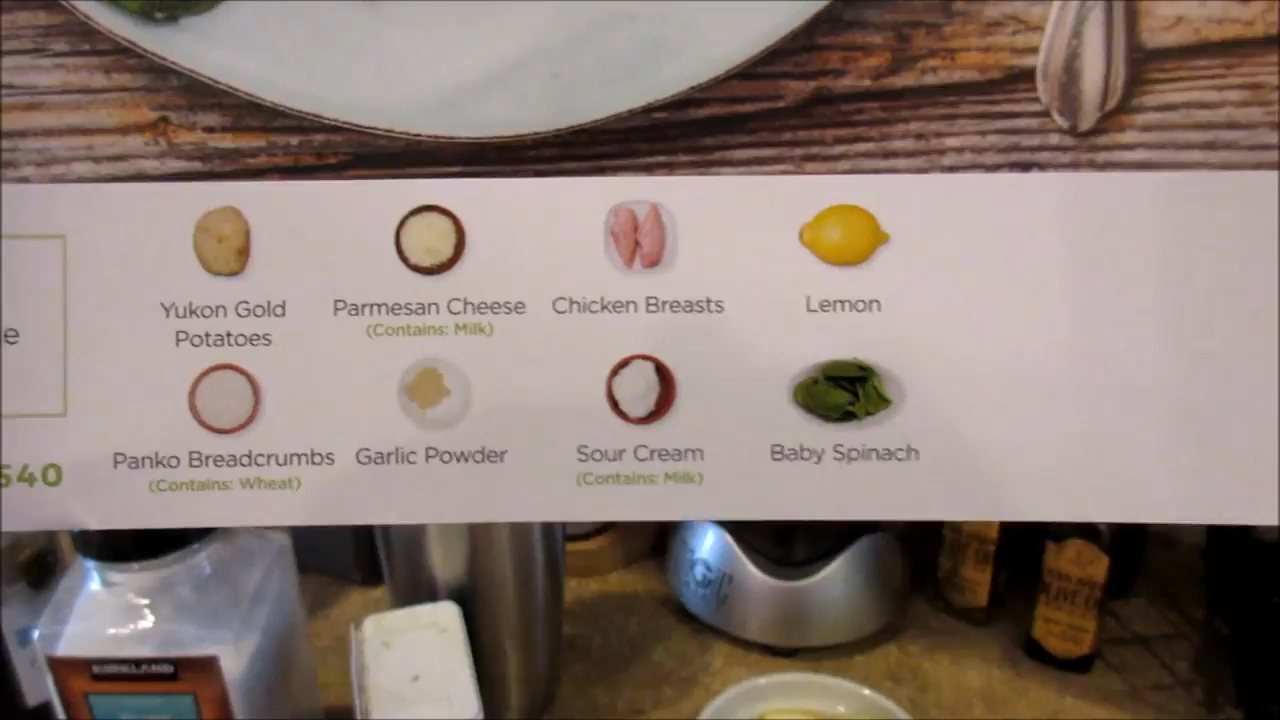 e
540
Yukon Gold
Potatoes
Parmesan Cheese
(Contains: Milk)
Chicken Breasts
Lemon
Panko Breadcrumbs
(Contains: Wheat)
Garlic Powder
Sour Cream
(Contains: Milk)
Baby Spinach
KIRKLAND